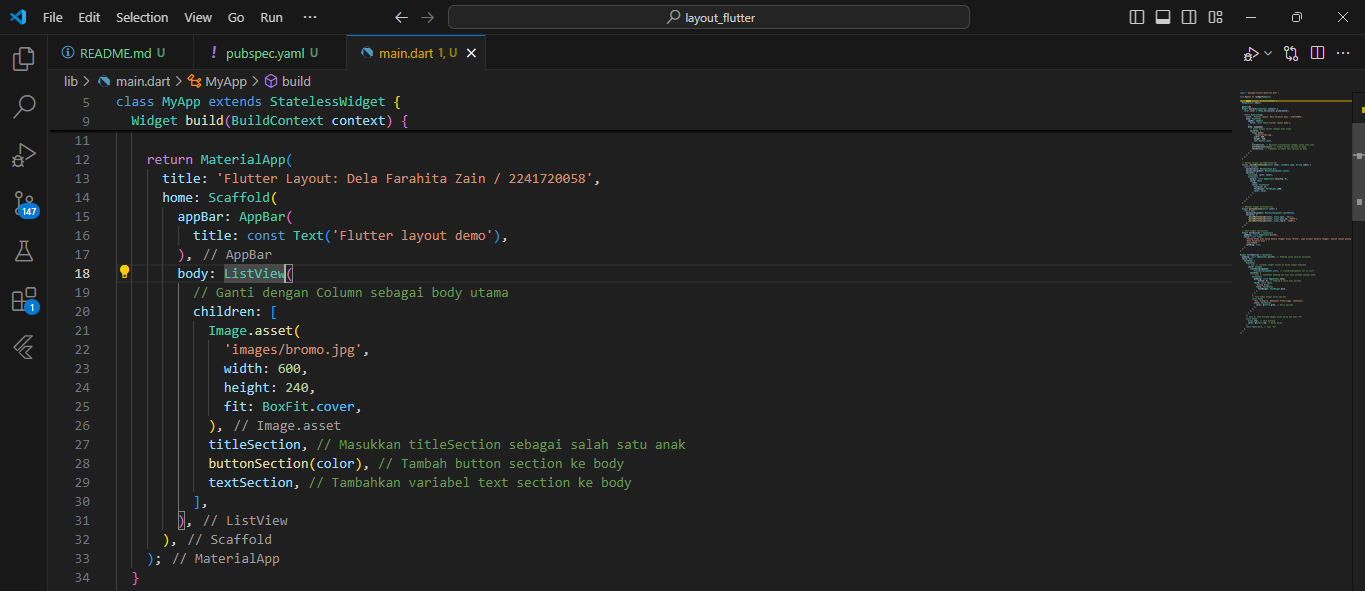 File Edit Selection View Go Run ··· layout_flutter
README.md U pubspec.yaml U main.dart 1, U
lib > main.dart > MyApp > build
5 class MyApp extends StatelessWidget {
9 Widget build(BuildContext context) {
11
12 return MaterialApp(
13 title: 'Flutter Layout: Dela Farahita Zain / 2241720058',
14 home: Scaffold(
15 appBar: AppBar(
16 title: const Text('Flutter layout demo'),
17 ), // AppBar
18 body: ListView(
19 // Ganti dengan Column sebagai body utama
20 children: [
21 Image.asset(
22 'images/bromo.jpg',
23 width: 600,
24 height: 240,
25 fit: BoxFit.cover,
26 ), // Image.asset
27 titleSection, // Masukkan titleSection sebagai salah satu anak
28 buttonSection(color), // Tambah button section ke body
29 textSection, // Tambahkan variabel text section ke body
30 ],
31 ), // ListView
32 ), // Scaffold
33 ); // MaterialApp
34 }
147
1